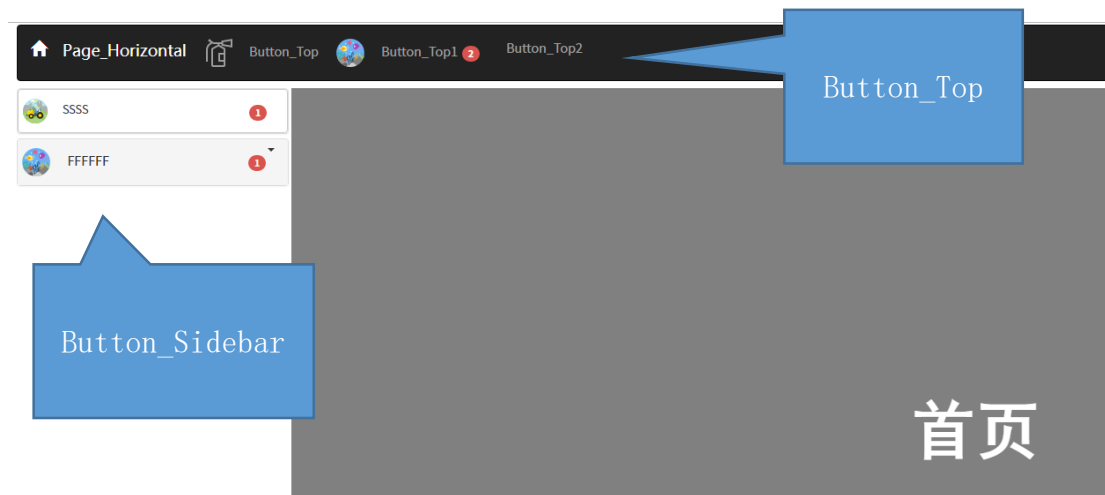 Page_Horizontal Button_Top Button_Top1 2 Button_Top2
Button_Top
SSSS 1
FFFFFF 1
Button_Sidebar
首页